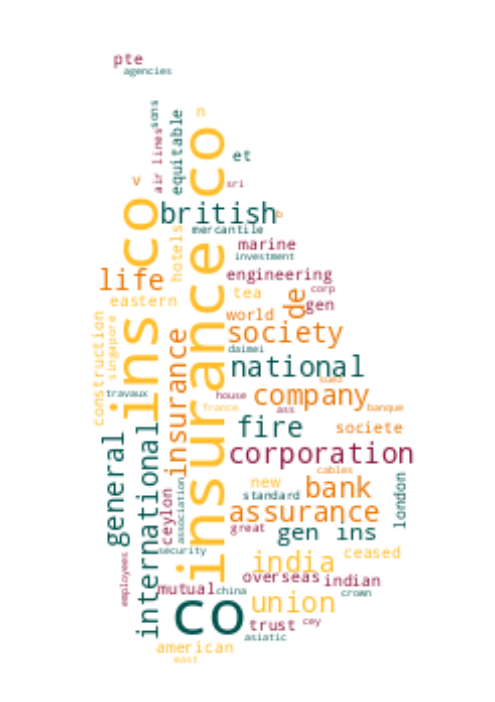 pte
agencies
sons
air lines
equitable
n
et
v
sri
insurance co
ins co
british
b
mercantile
hotels
marine
investment
life
engineering
corp
eastern
tea
de
gen
construction
singapore
world
society
insurance
daimei
national
suez
travaux
house
company
france
ass
banque
fire
societe
general
international
corporation
cables
ceylon
association
new
bank
standard
london
assurance
great
gen ins
security
ceased
india
employees
overseas
indian
mutual
china
crown
co
union
trust
cey
asiatic
american
east